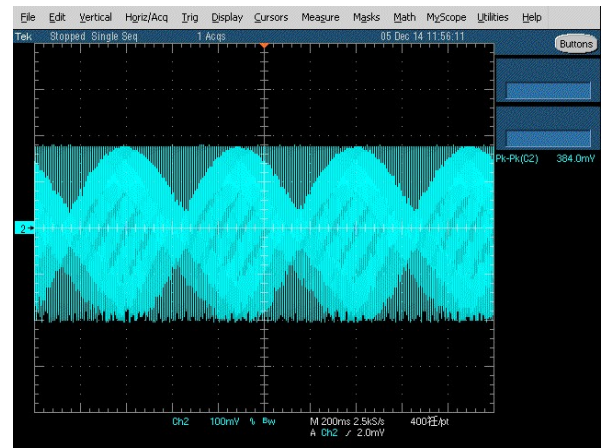 File Edit Vertical Horiz/Acq Trig Display Cursors Measure Masks Math MyScope Utilities Help
Tek Stopped Single Seq 1 Acqs 05 Dec 14 11:56:11
Buttons
Pk-Pk(C2) 384.0mV
2
Ch2 100mV ∿ Bw M 200ms 2.5kS/s 400 /pt
A Ch2 ∕ 2.0mV